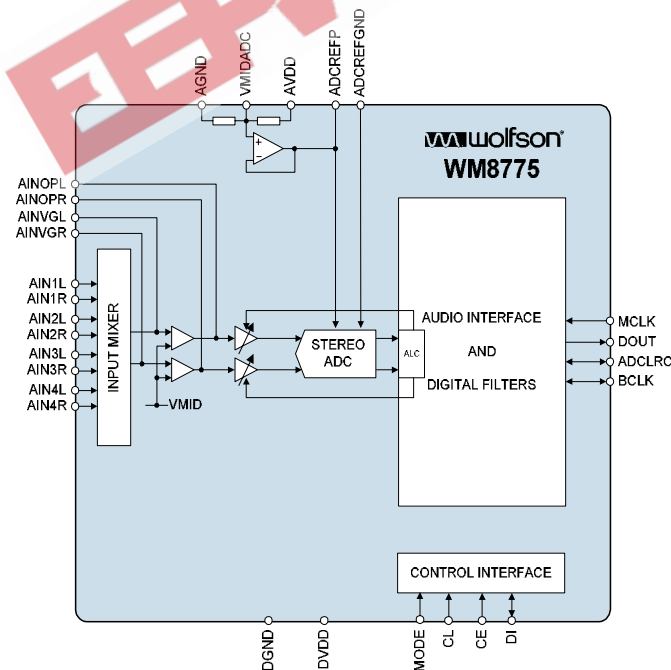 AGND
VMIDADC
AVDD
ADCREFP
ADCREFGND
wolfson
WM8775
AINOPL
AINOPR
AINVGL
AINVGR
AIN1L
AIN1R
AIN2L
AIN2R
AIN3L
AIN3R
AIN4L
AIN4R
INPUT MIXER
VMID
+
−
STEREO
ADC
ALC
AUDIO INTERFACE
AND
DIGITAL FILTERS
MCLK
DOUT
ADCLRC
BCLK
CONTROL INTERFACE
DGND
DVDD
MODE
CL
CE
DI